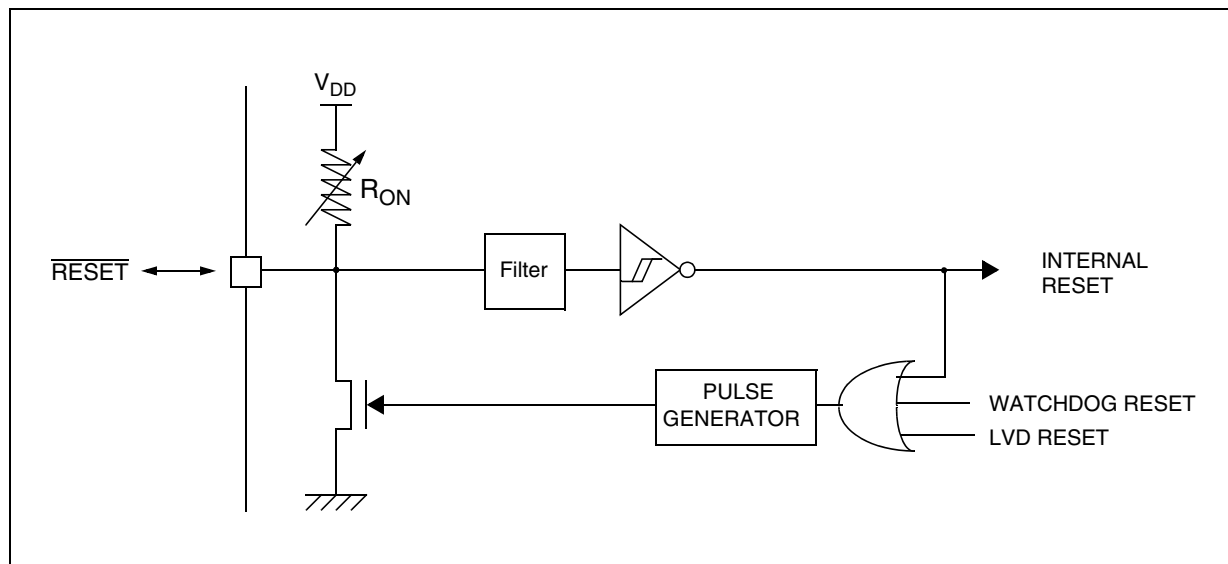 VDD
RON
RESET
Filter
INTERNAL
RESET
PULSE
GENERATOR
WATCHDOG RESET
LVD RESET